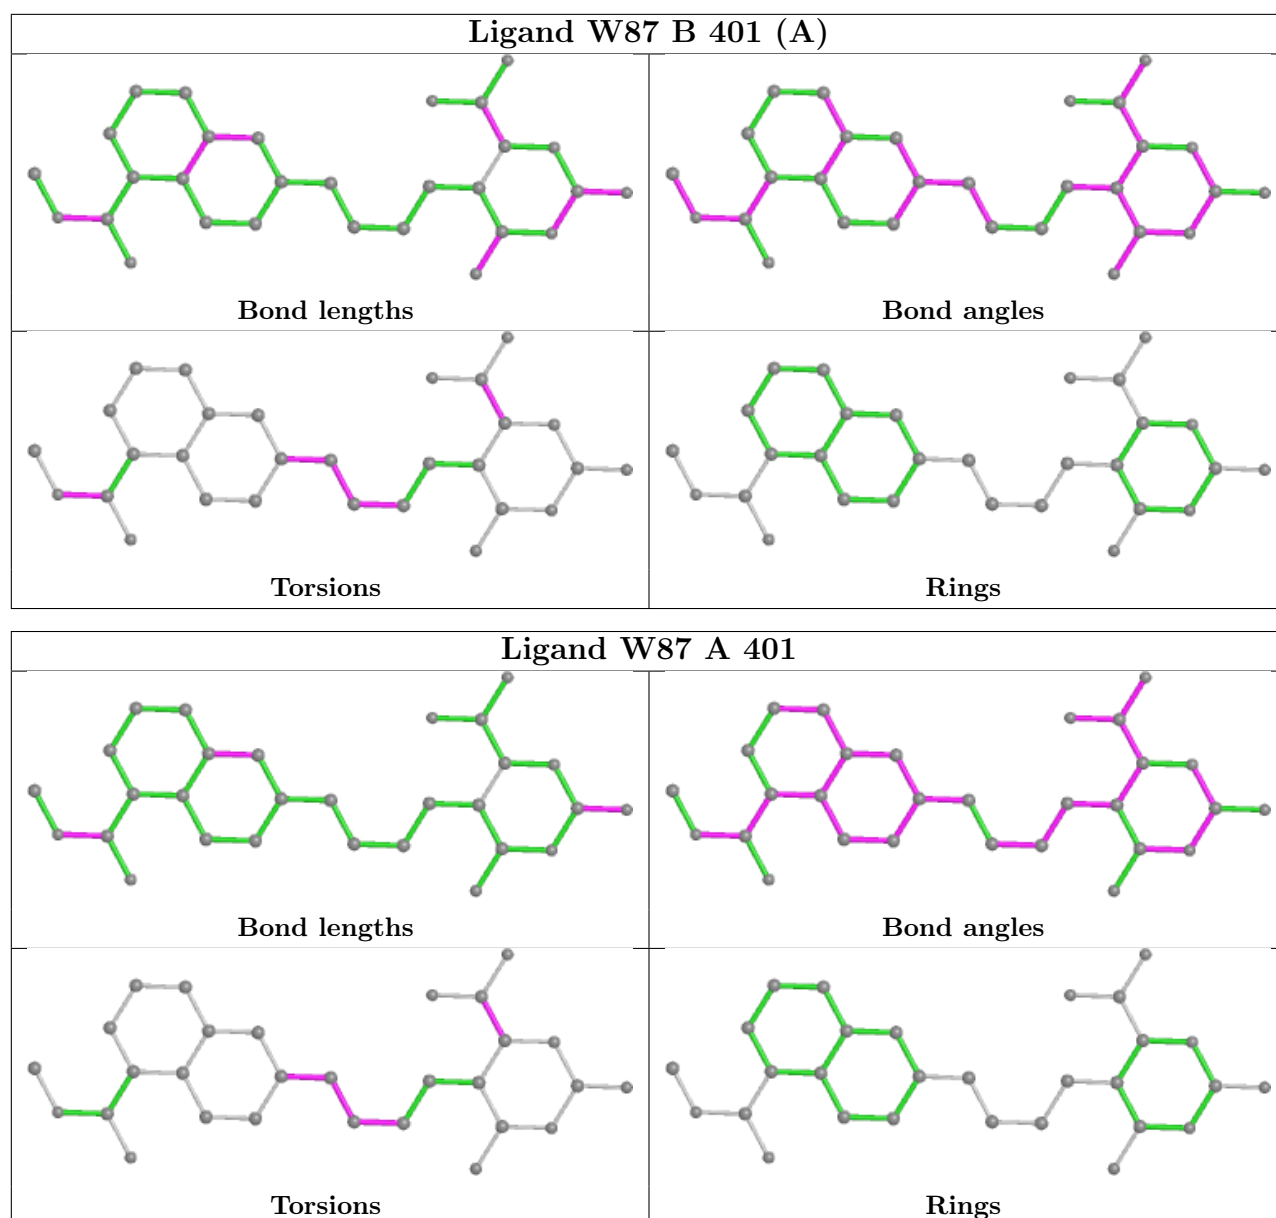 Ligand W87 B 401 (A)
Bond lengths
Bond angles
Torsions
Rings
Ligand W87 A 401
Bond lengths
Bond angles
Torsions
Rings